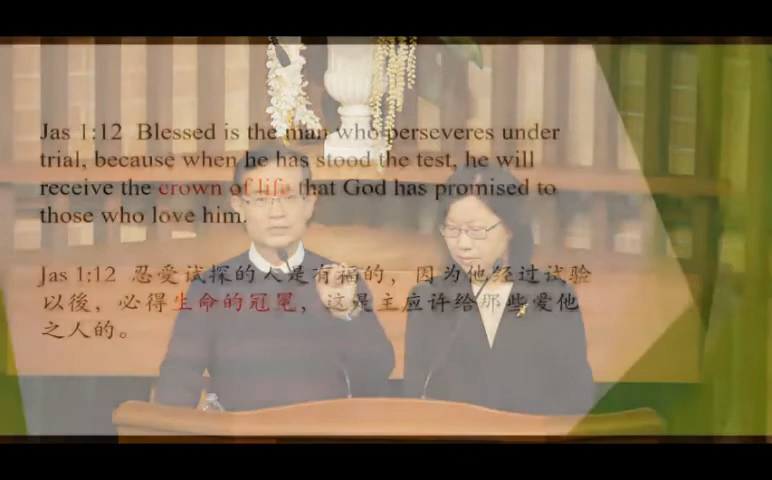 Jas 1:12 Blessed is the man who perseveres under
trial, because when he has stood the test, he will
receive the crown of life that God has promised to
those who love him.
Jas 1:12 忍爱试探的人是有福的，因为他经过试验
以後，必得生命的冠冕，这是主应许给那些爱他
之人的。